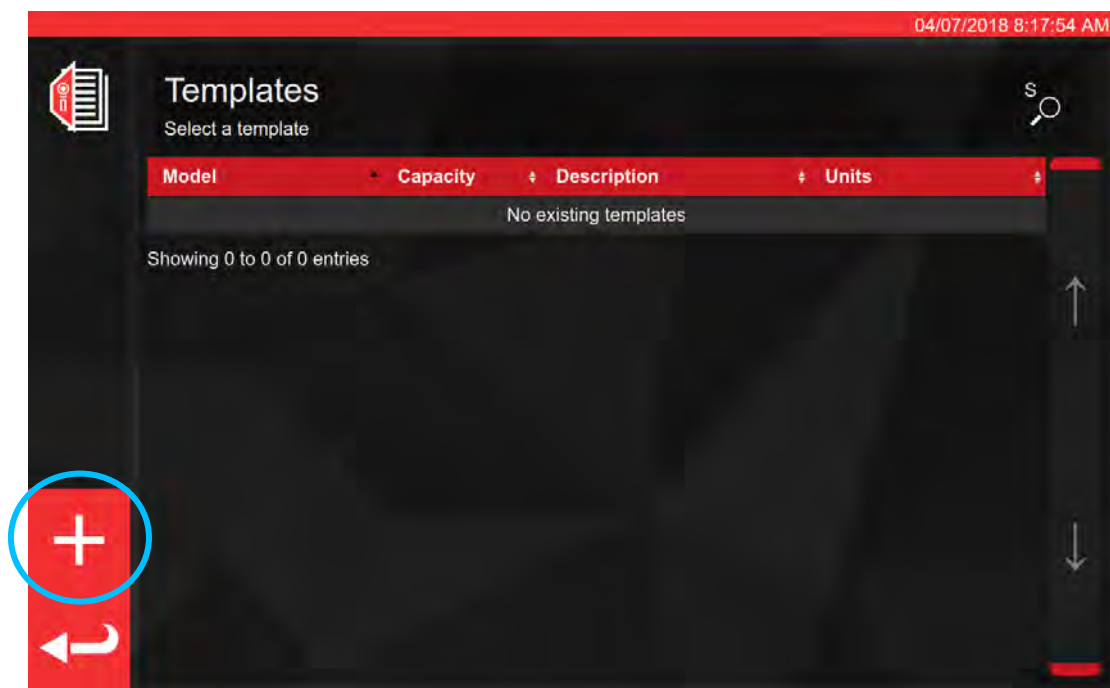 04/07/2018 8:17:54 AM
Templates
Select a template
S
Model Capacity Description Units
No existing templates
Showing 0 to 0 of 0 entries